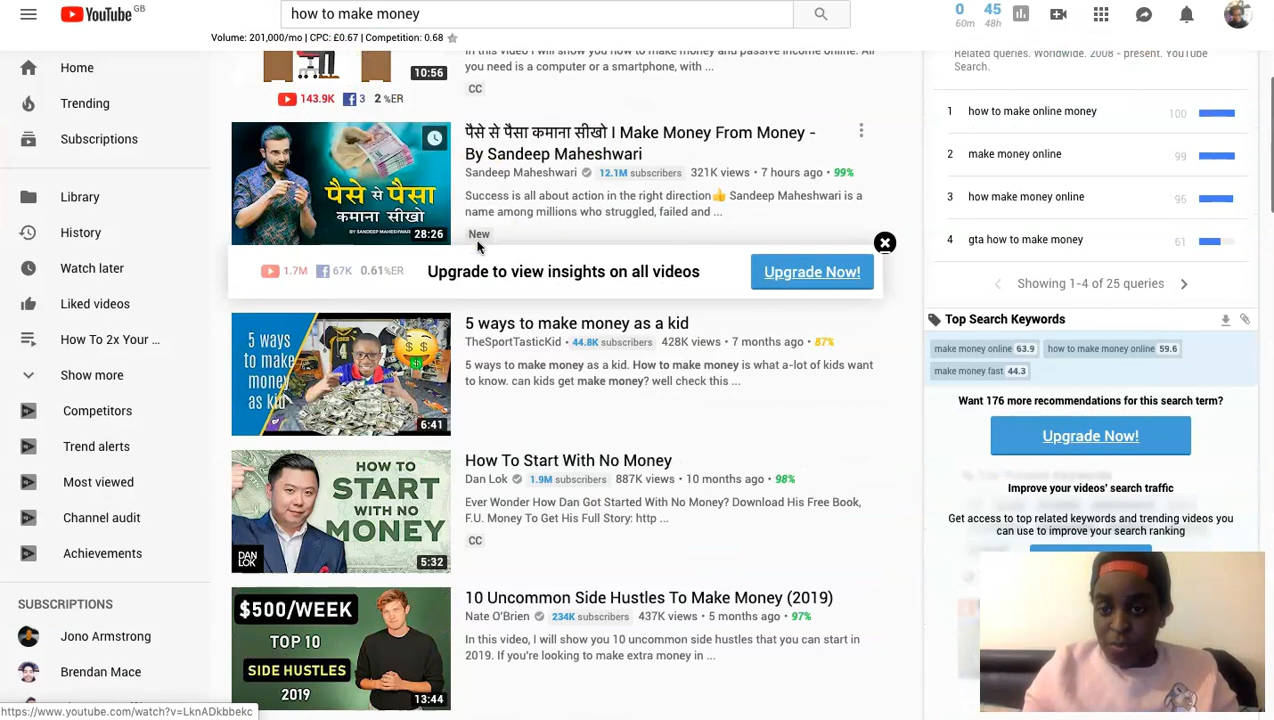 YouTube GB
how to make money
0 45
60m 48h
Volume: 201,000/mo | CPC: £0.67 | Competition: 0.68
Home
Trending
Subscriptions
Library
History
Watch later
Liked videos
How To 2x Your ...
Show more
Competitors
Trend alerts
Most viewed
Channel audit
Achievements
SUBSCRIPTIONS
Jono Armstrong
Brendan Mace
10:56
In this video I will show you how to make money and passive income online. All
you need is a computer or a smartphone, with ...
CC
143.9K 3 2 %ER
पैसे से पैसा
कमाना सीखो
BY SANDEEP MAHESHWARI
28:26
पैसे से पैसा कमाना सीखो I Make Money From Money -
By Sandeep Maheshwari
Sandeep Maheshwari 12.1M subscribers 321K views • 7 hours ago • 99%
Success is all about action in the right direction👍 Sandeep Maheshwari is a
name among millions who struggled, failed and ...
New
1.7M 67K 0.61%ER Upgrade to view insights on all videos Upgrade Now!
5 ways
to make
money
as a kid
6:41
5 ways to make money as a kid
TheSportTasticKid • 44.8K subscribers • 428K views • 7 months ago • 87%
5 ways to make money as a kid. How to make money is what a-lot of kids want
to know. can kids get make money? well check this ...
HOW TO
START
WITH NO
MONEY
DAN
LOK
5:32
How To Start With No Money
Dan Lok 1.9M subscribers 887K views • 10 months ago • 98%
Ever Wonder How Dan Got Started With No Money? Download His Free Book,
F.U. Money To Get His Full Story: http ...
CC
$500/WEEK
TOP 10
SIDE HUSTLES
2019
13:44
10 Uncommon Side Hustles To Make Money (2019)
Nate O'Brien 234K subscribers 437K views • 5 months ago • 97%
In this video, I will show you 10 uncommon side hustles that you can start in
2019. If you're looking to make extra money in ...
Related queries. Worldwide. 2008 - present. YouTube
Search.
1 how to make online money 100
2 make money online 99
3 how make money online 96
4 gta how to make money 61
Showing 1-4 of 25 queries
Top Search Keywords
make money online 63.9 how to make money online 59.6
make money fast 44.3
Want 176 more recommendations for this search term?
Upgrade Now!
Improve your videos' search traffic
Get access to top related keywords and trending videos you
can use to improve your search ranking
https://www.youtube.com/watch?v=LknADkbbekc